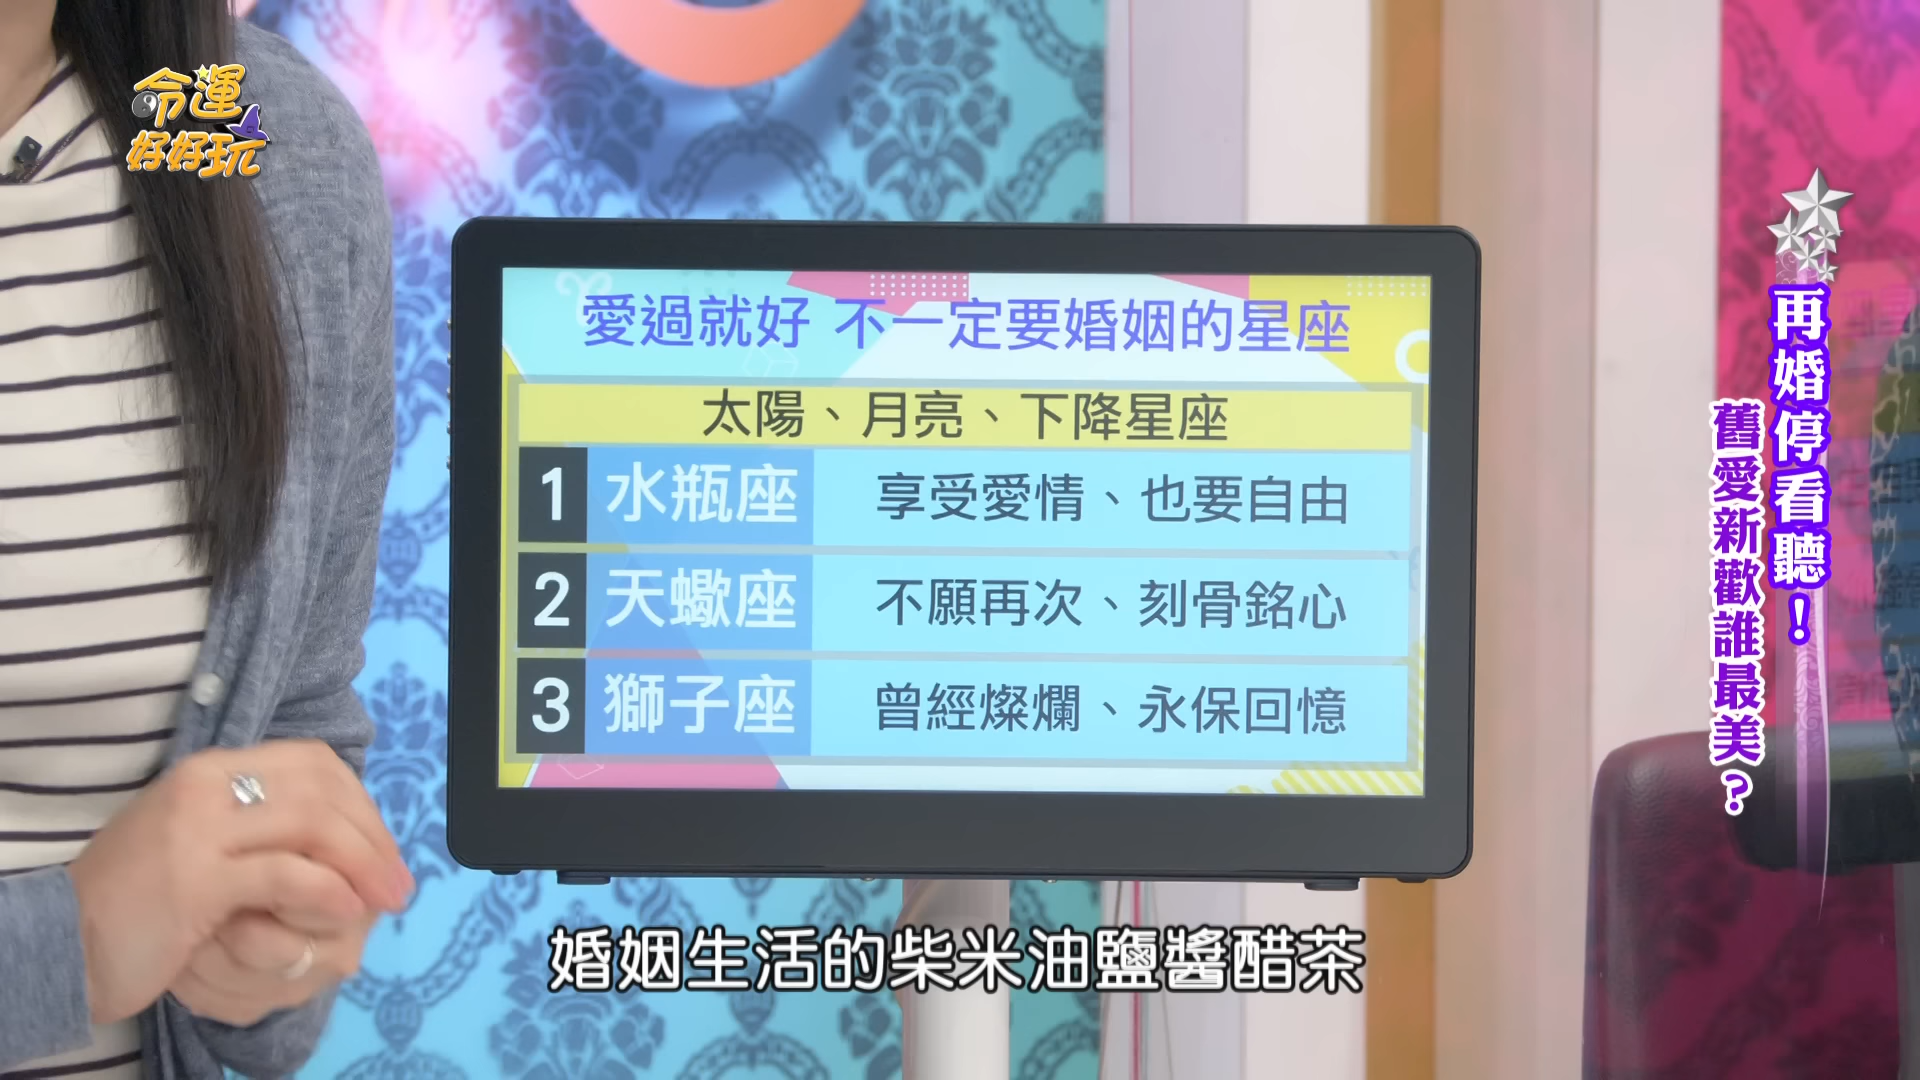 命運
好好玩
愛過就好 不一定要婚姻的星座
太陽、月亮、下降星座
1 水瓶座 享受愛情、也要自由
2 天蠍座 不願再次、刻骨銘心
3 獅子座 曾經燦爛、永保回憶
再婚停看聽！
舊愛新歡誰最美？
婚姻生活的柴米油鹽醬醋茶